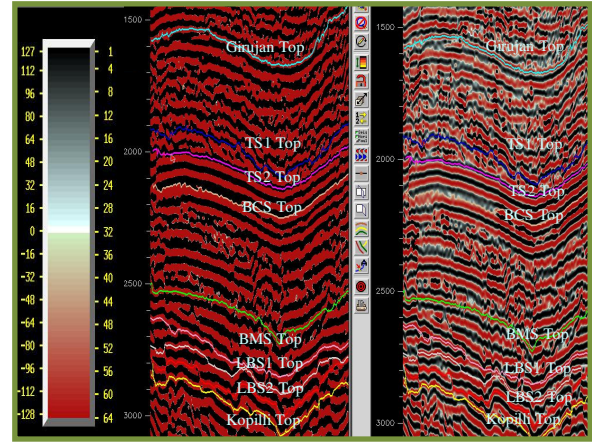 127 1
112 4
96 8
80 12
64 16
48 20
32 24
16 28
0 32
-16 36
-32 40
-48 44
-64 48
-80 52
-96 56
-112 60
-128 64
1500
2000
2500
3000
Girujan Top
TS1 Top
TS2 Top
BCS Top
BMS Top
LBS1 Top
LBS2 Top
Kopilli Top
1500
2000
2500
3000
Girujan Top
TS1 Top
TS2 Top
BCS Top
BMS Top
LBS1 Top
LBS2 Top
Kopilli Top